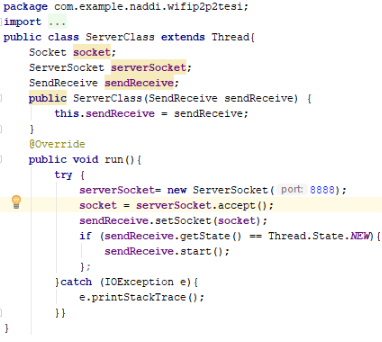 package com.example.naddi.wifip2p2tesi;
import ...
public class ServerClass extends Thread{
    Socket socket;
    ServerSocket serverSocket;
    SendReceive sendReceive;
    public ServerClass(SendReceive sendReceive) {
        this.sendReceive = sendReceive;
    }
    @Override
    public void run(){
        try {
            serverSocket= new ServerSocket( port: 8888);
            socket = serverSocket.accept();
            sendReceive.setSocket(socket);
            if (sendReceive.getState() == Thread.State.NEW){
                sendReceive.start();
            };
        }catch (IOException e){
            e.printStackTrace();
        }}
}